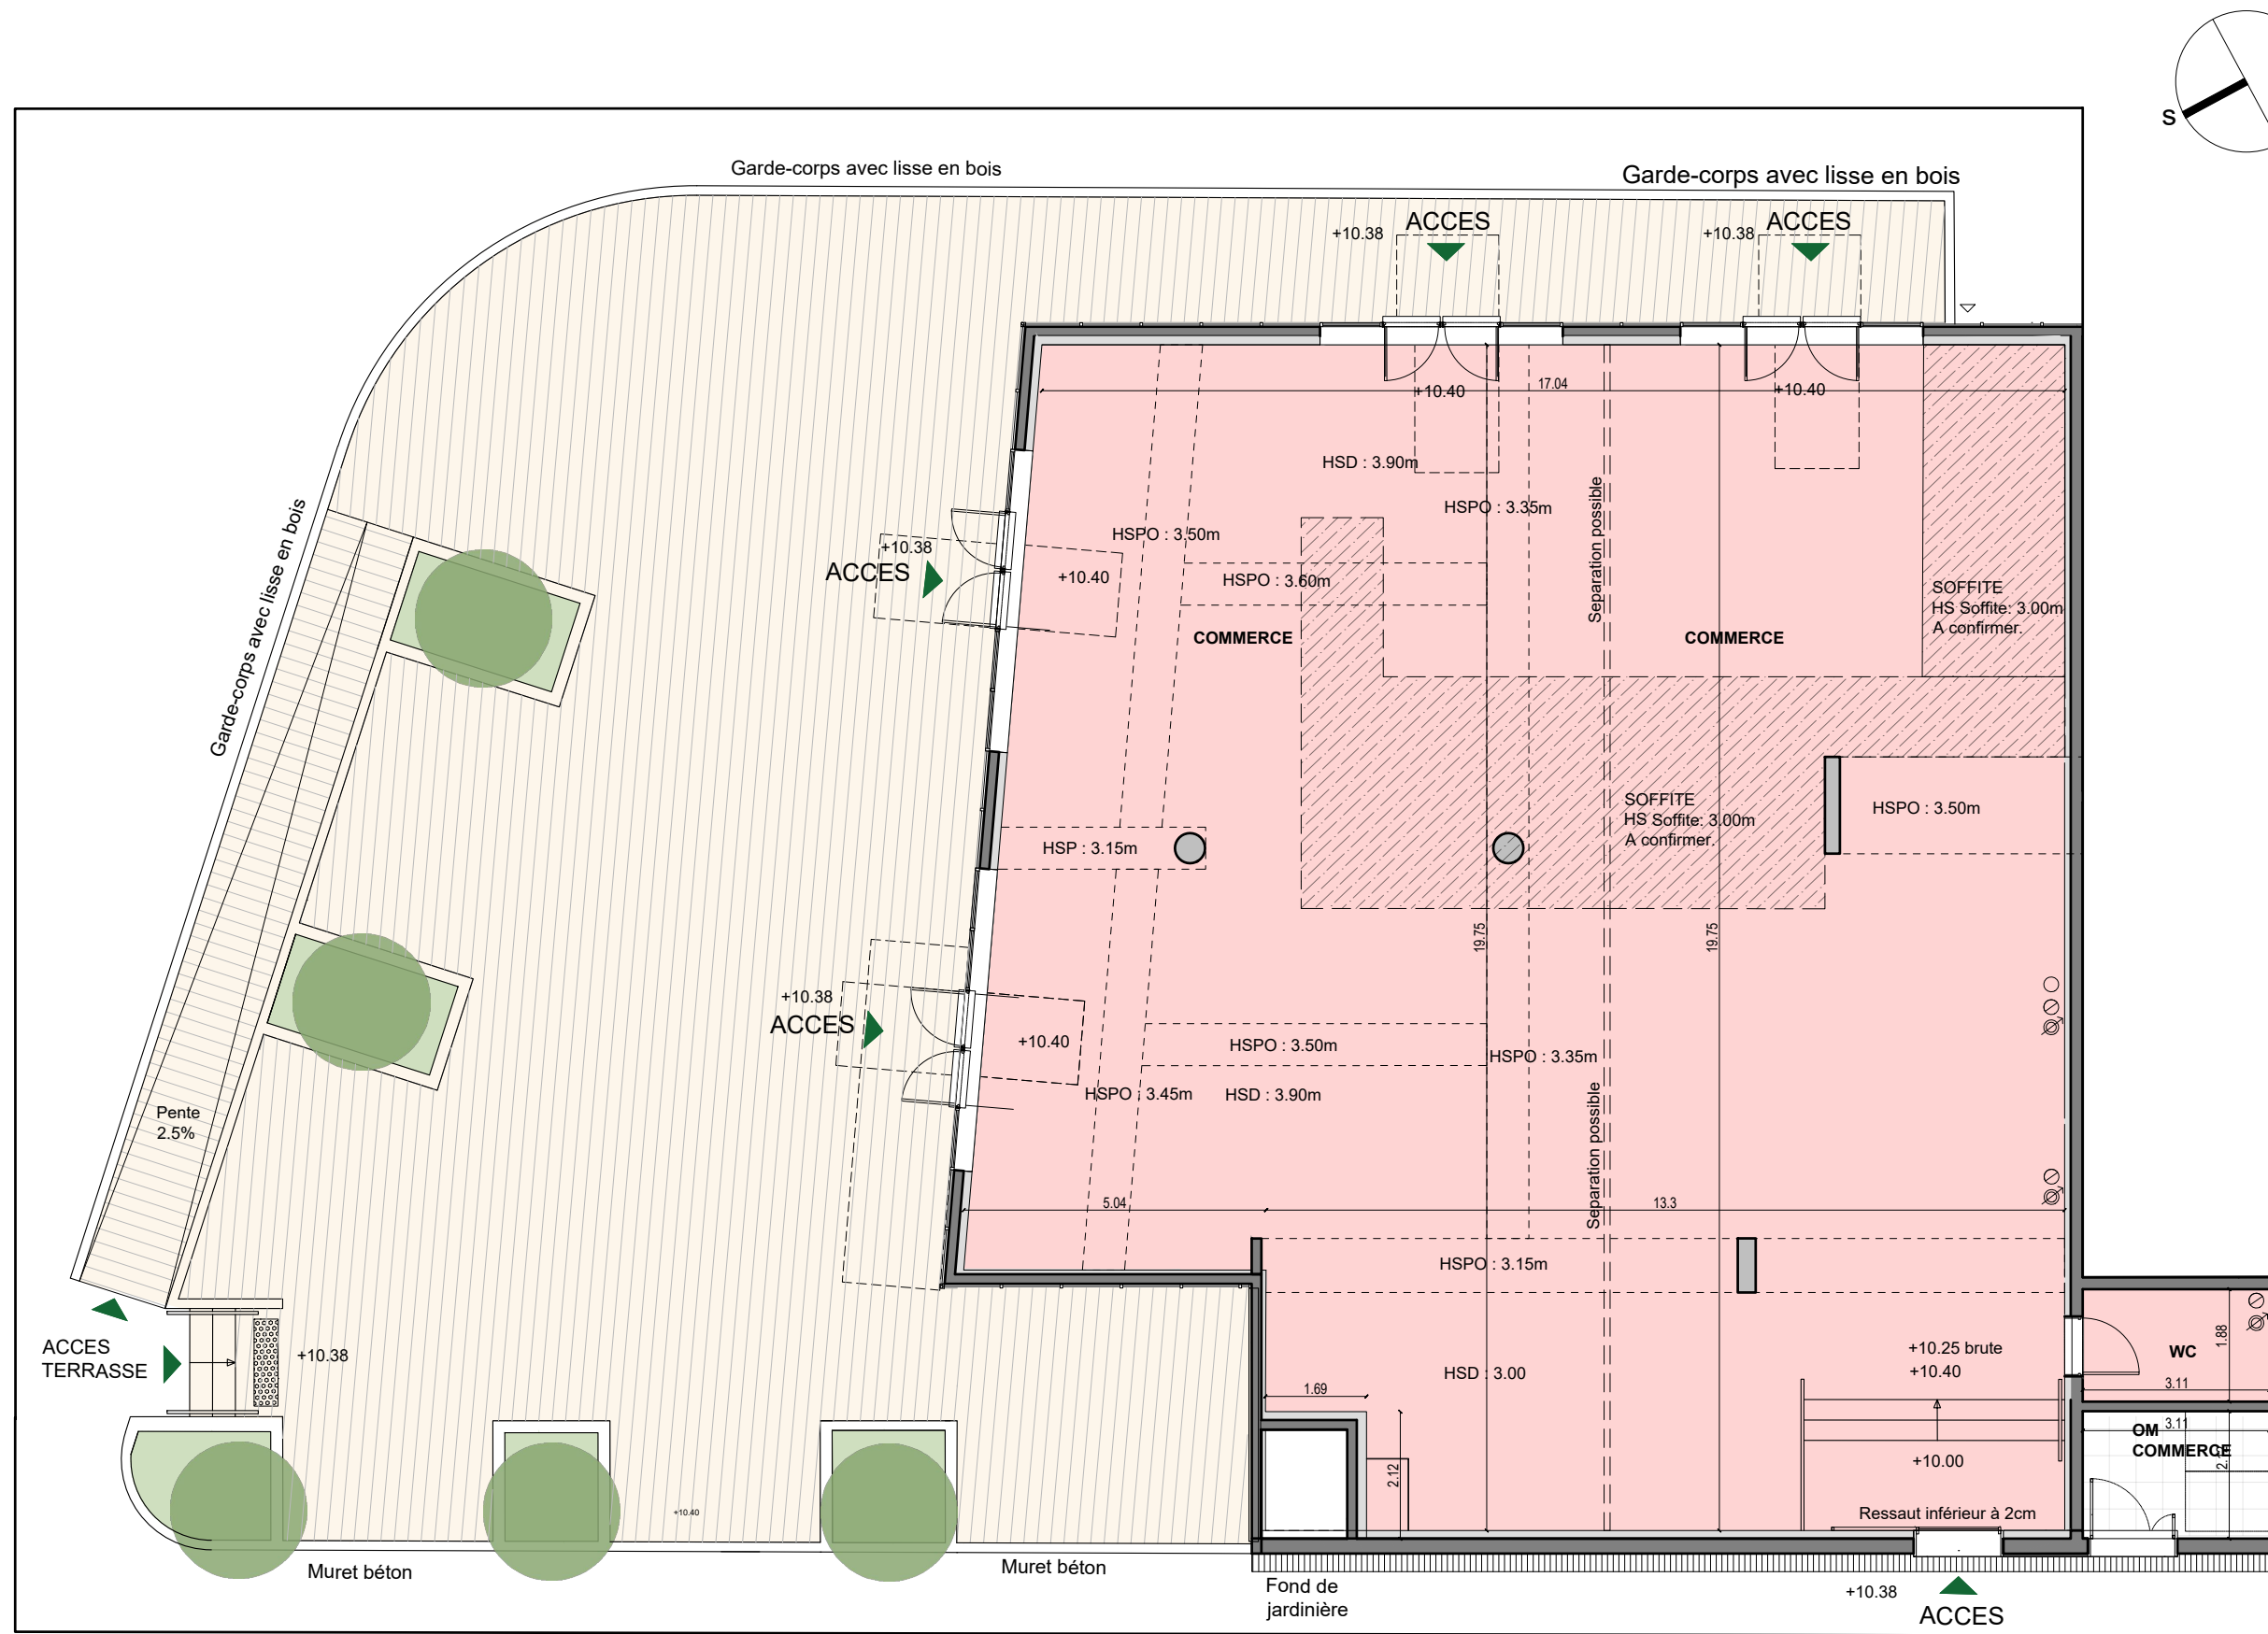 S
Garde-corps avec lisse en bois
Garde-corps avec lisse en bois
ACCES
ACCES
+10.38
+10.38
+10.40
17.04
+10.40
HSD : 3.90m
HSPO : 3.35m
Separation possible
HSPO : 3.50m
+10.38
ACCES
+10.40
HSPO : 3.60m
COMMERCE
COMMERCE
SOFFITE
HS Soffite: 3.00m
A confirmer.
Garde-corps avec lisse en bois
HSP : 3.15m
SOFFITE
HS Soffite: 3.00m
A confirmer.
HSPO : 3.50m
19.75
19.75
+10.38
ACCES
+10.40
HSPO : 3.50m
HSPO : 3.35m
HSPO : 3.45m
HSD : 3.90m
Separation possible
Pente
2.5%
5.04
13.3
HSPO : 3.15m
ACCES
TERRASSE
+10.38
HSD : 3.00
+10.25 brute
+10.40
WC
1.88
3.11
1.69
3.11
OM
COMMERCE
2.12
+10.00
+10.40
Ressaut inférieur à 2cm
Muret béton
Muret béton
Fond de
jardinière
+10.38
ACCES